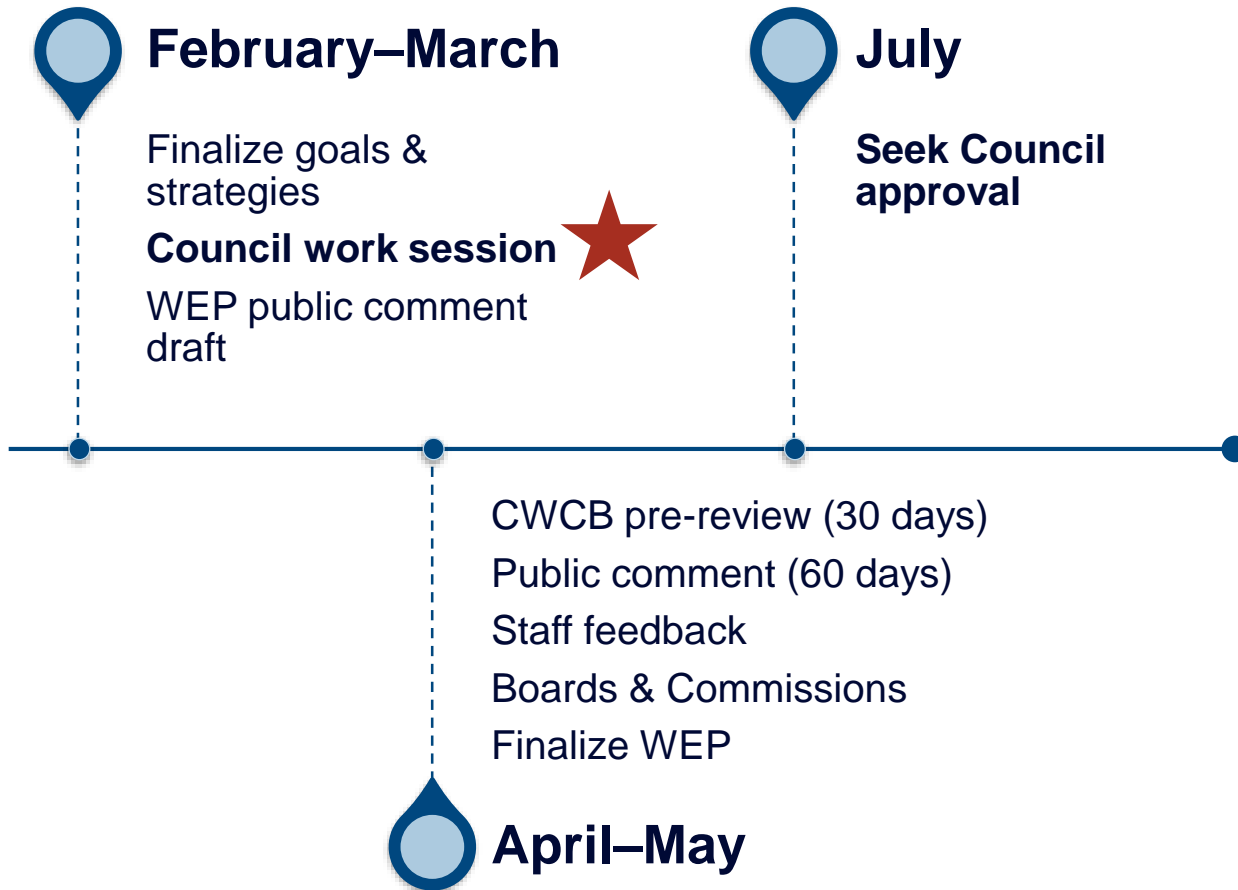 February–March
Finalize goals &
strategies
Council work session
WEP public comment
draft
July
Seek Council
approval
CWCB pre-review (30 days)
Public comment (60 days)
Staff feedback
Boards & Commissions
Finalize WEP
April–May